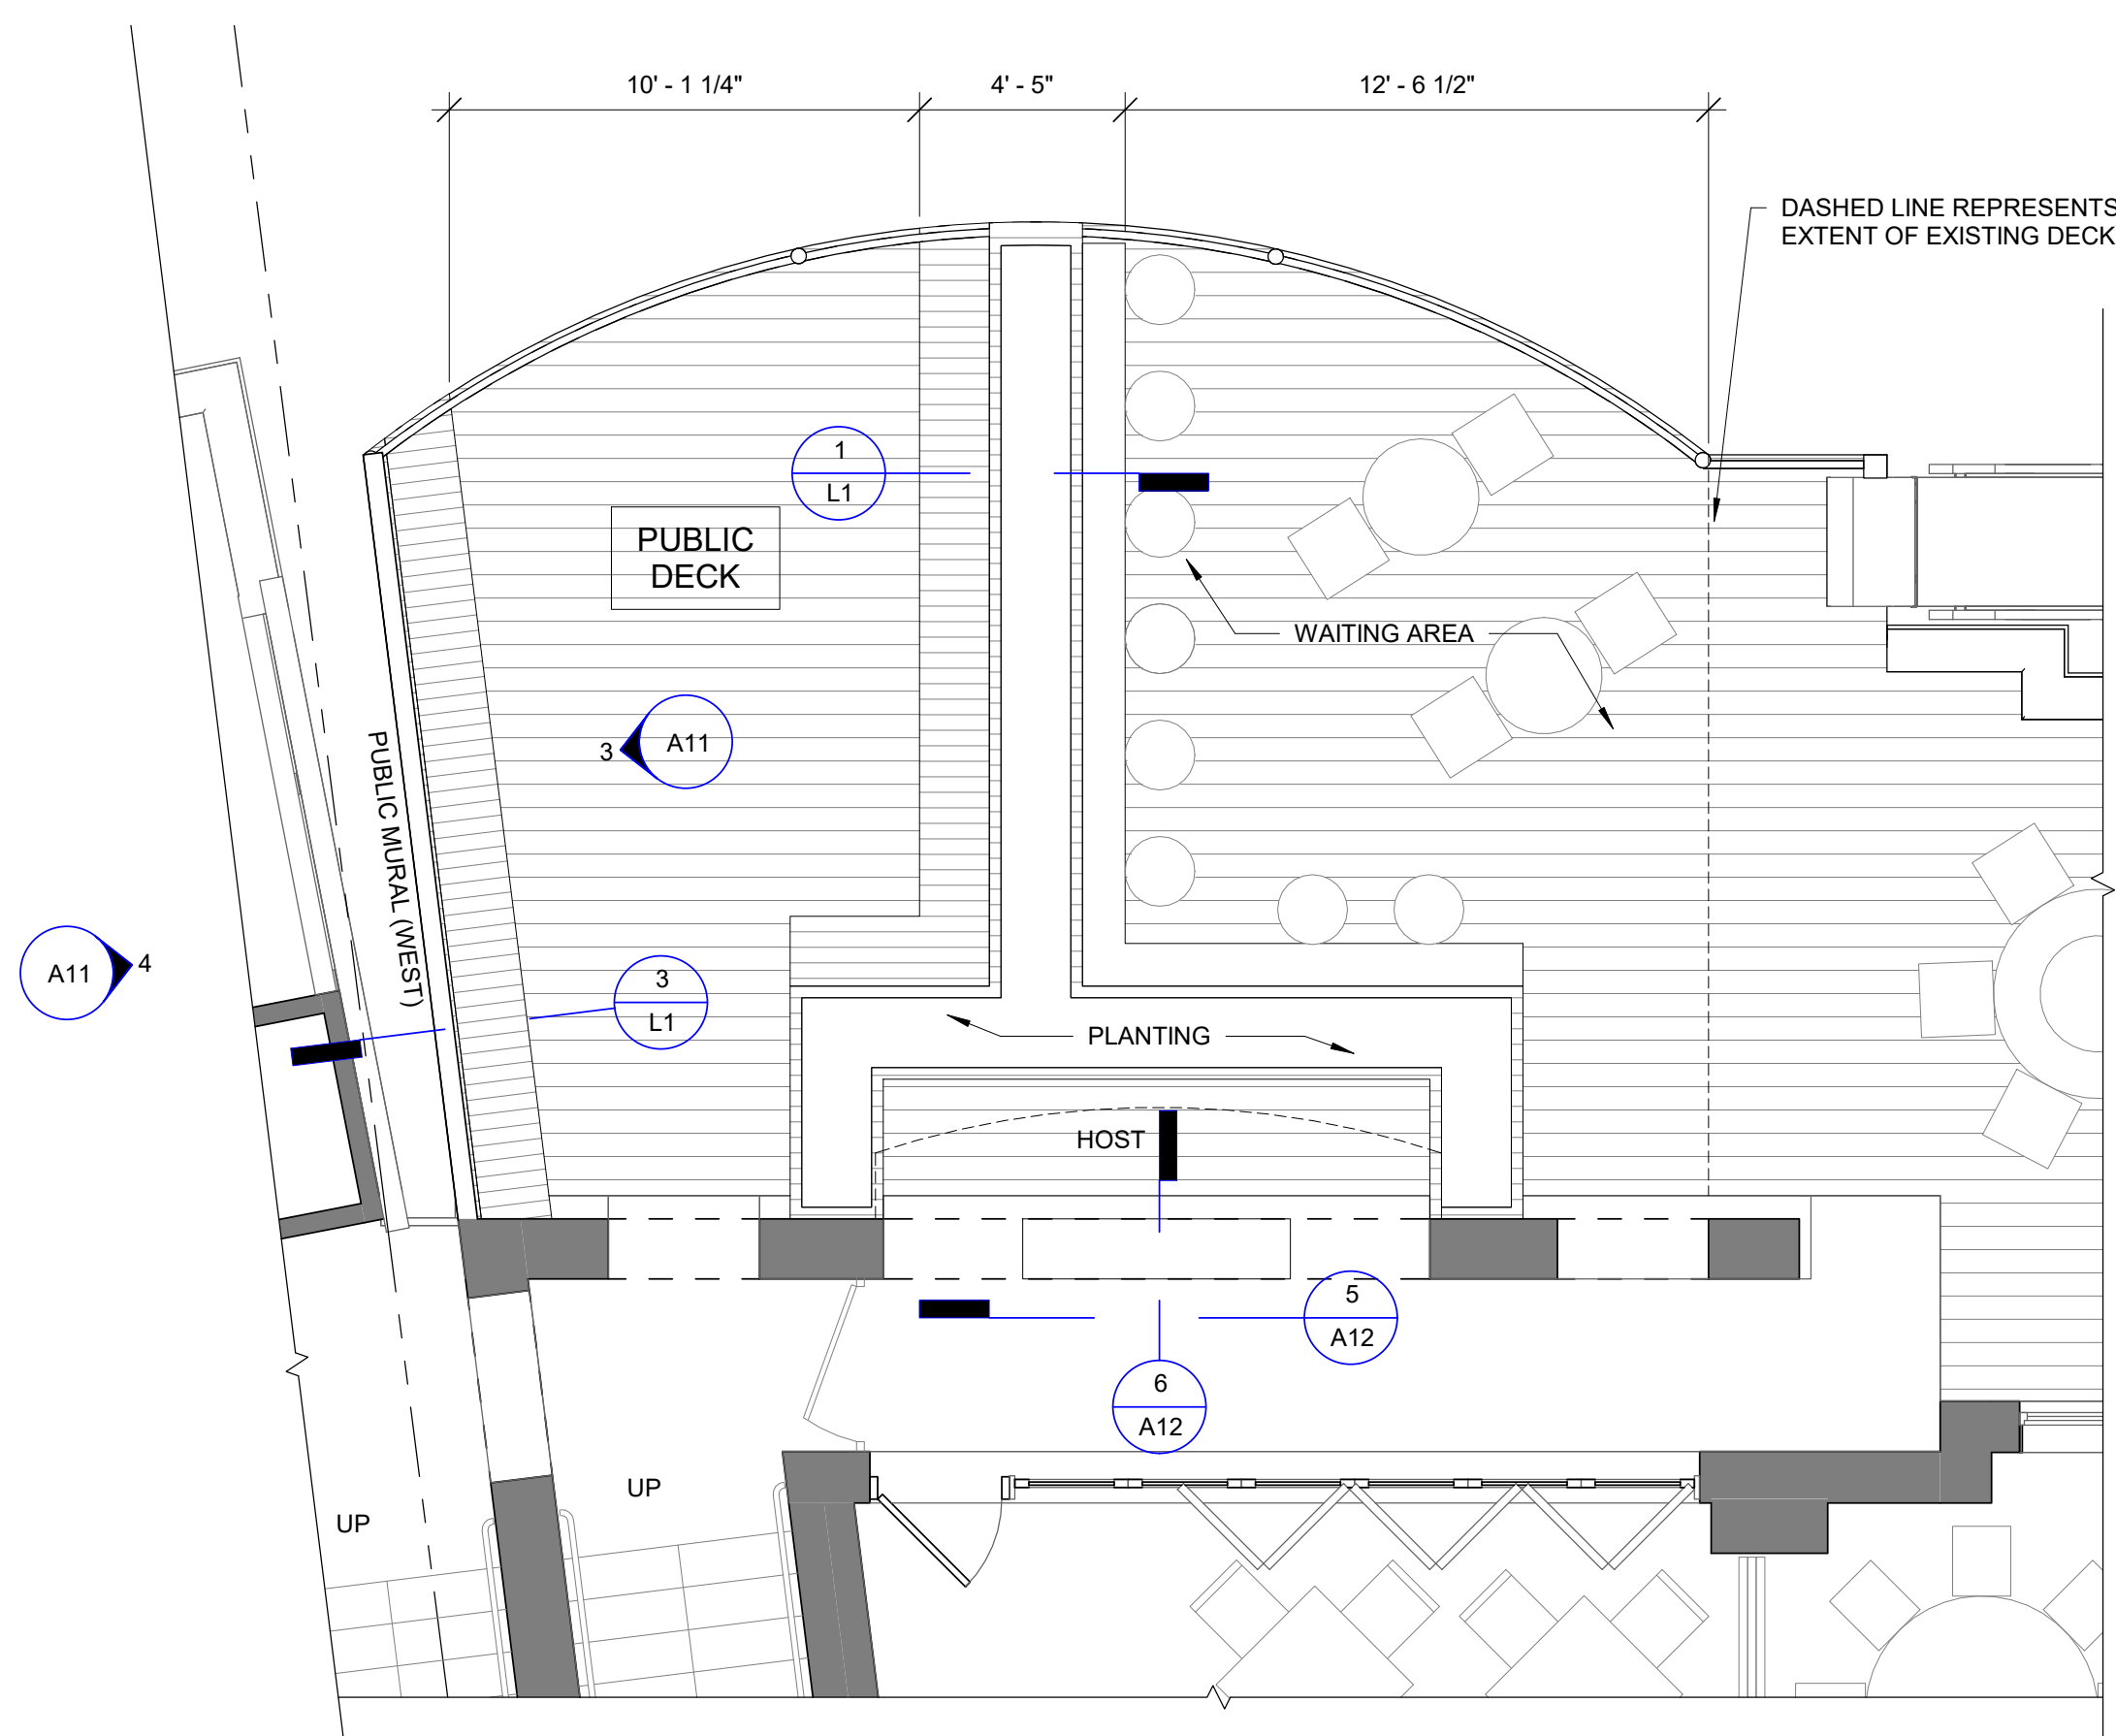 10' - 1 1/4"
4' - 5"
12' - 6 1/2"
DASHED LINE REPRESENTS
EXTENT OF EXISTING DECK
1
L1
PUBLIC
DECK
WAITING AREA
3
A11
PUBLIC MURAL (WEST)
A11
4
3
L1
PLANTING
HOST
5
A12
6
A12
UP
UP